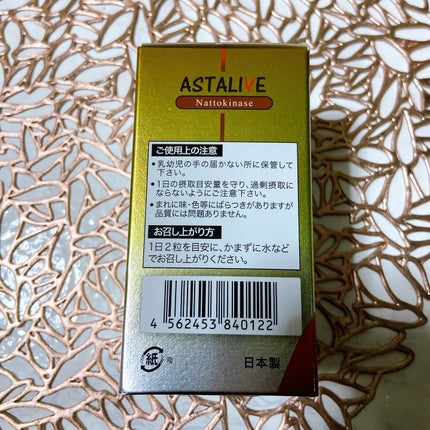 ASTALIVE
Nattokinase
ご使用上の注意
●乳幼児の手の届かない所に保管して
下さい。
●1日の摂取目安量を守り、過剰摂取に
ならないようにご注意下さい。
●まれに味・色等にばらつきがありますが
品質には問題ありません。
お召し上がり方
1日2粒を目安に、かまずに水など
でお召し上がりください。
4 562453 840122
紙
日本製